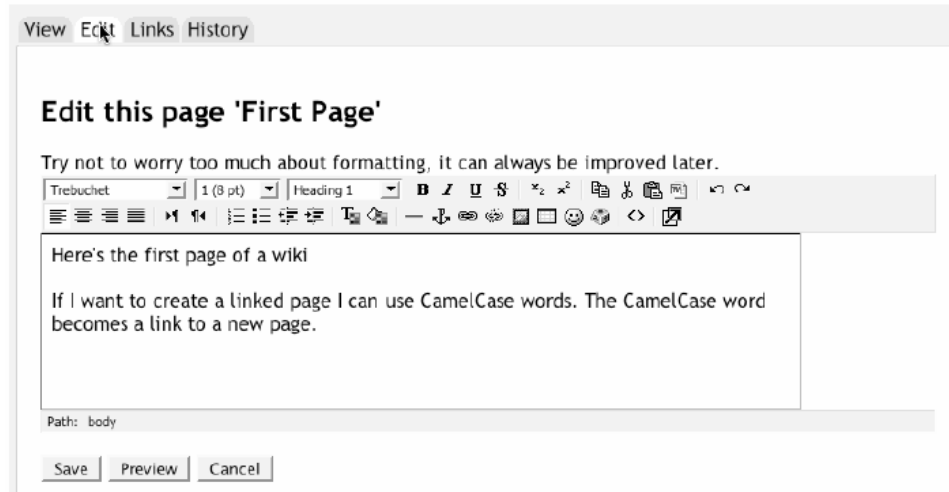 View Edit Links History
Edit this page 'First Page'
Try not to worry too much about formatting, it can always be improved later.
Trebuchet 1 (8 pt) Heading 1 B I U S x₂ x²
Here's the first page of a wiki
If I want to create a linked page I can use CamelCase words. The CamelCase word
becomes a link to a new page.
Path: body
Save Preview Cancel